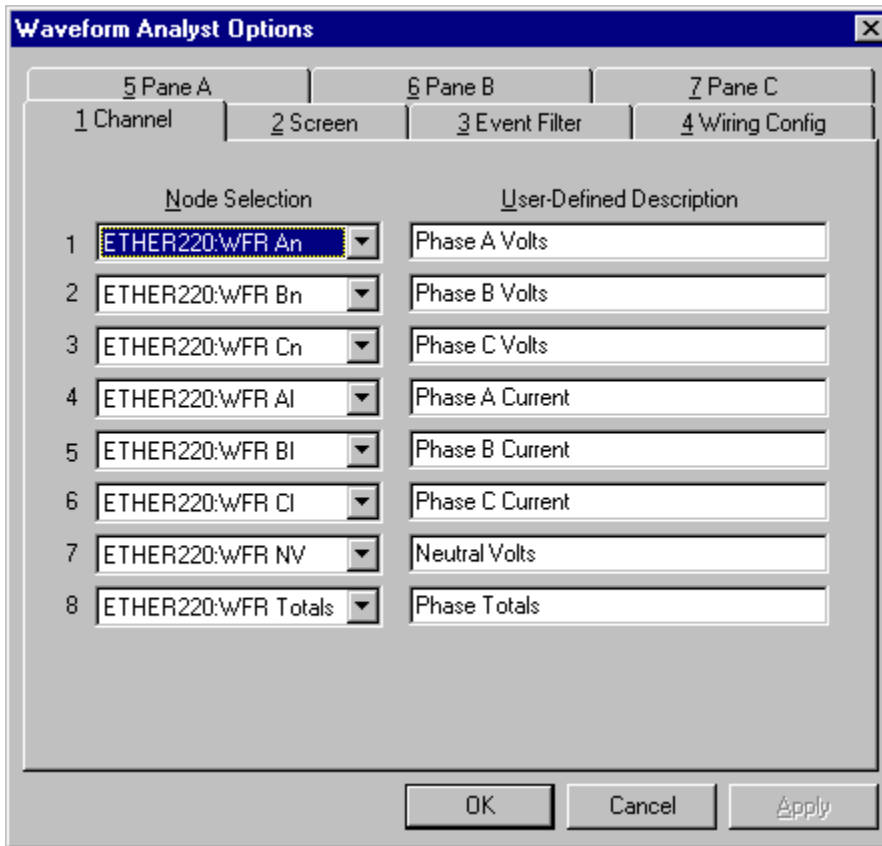 Waveform Analyst Options
5 Pane A 6 Pane B 7 Pane C
1 Channel 2 Screen 3 Event Filter 4 Wiring Config
Node Selection User-Defined Description
1 ETHER220:WFR An Phase A Volts
2 ETHER220:WFR Bn Phase B Volts
3 ETHER220:WFR Cn Phase C Volts
4 ETHER220:WFR AI Phase A Current
5 ETHER220:WFR BI Phase B Current
6 ETHER220:WFR CI Phase C Current
7 ETHER220:WFR NV Neutral Volts
8 ETHER220:WFR Totals Phase Totals
OK Cancel Apply